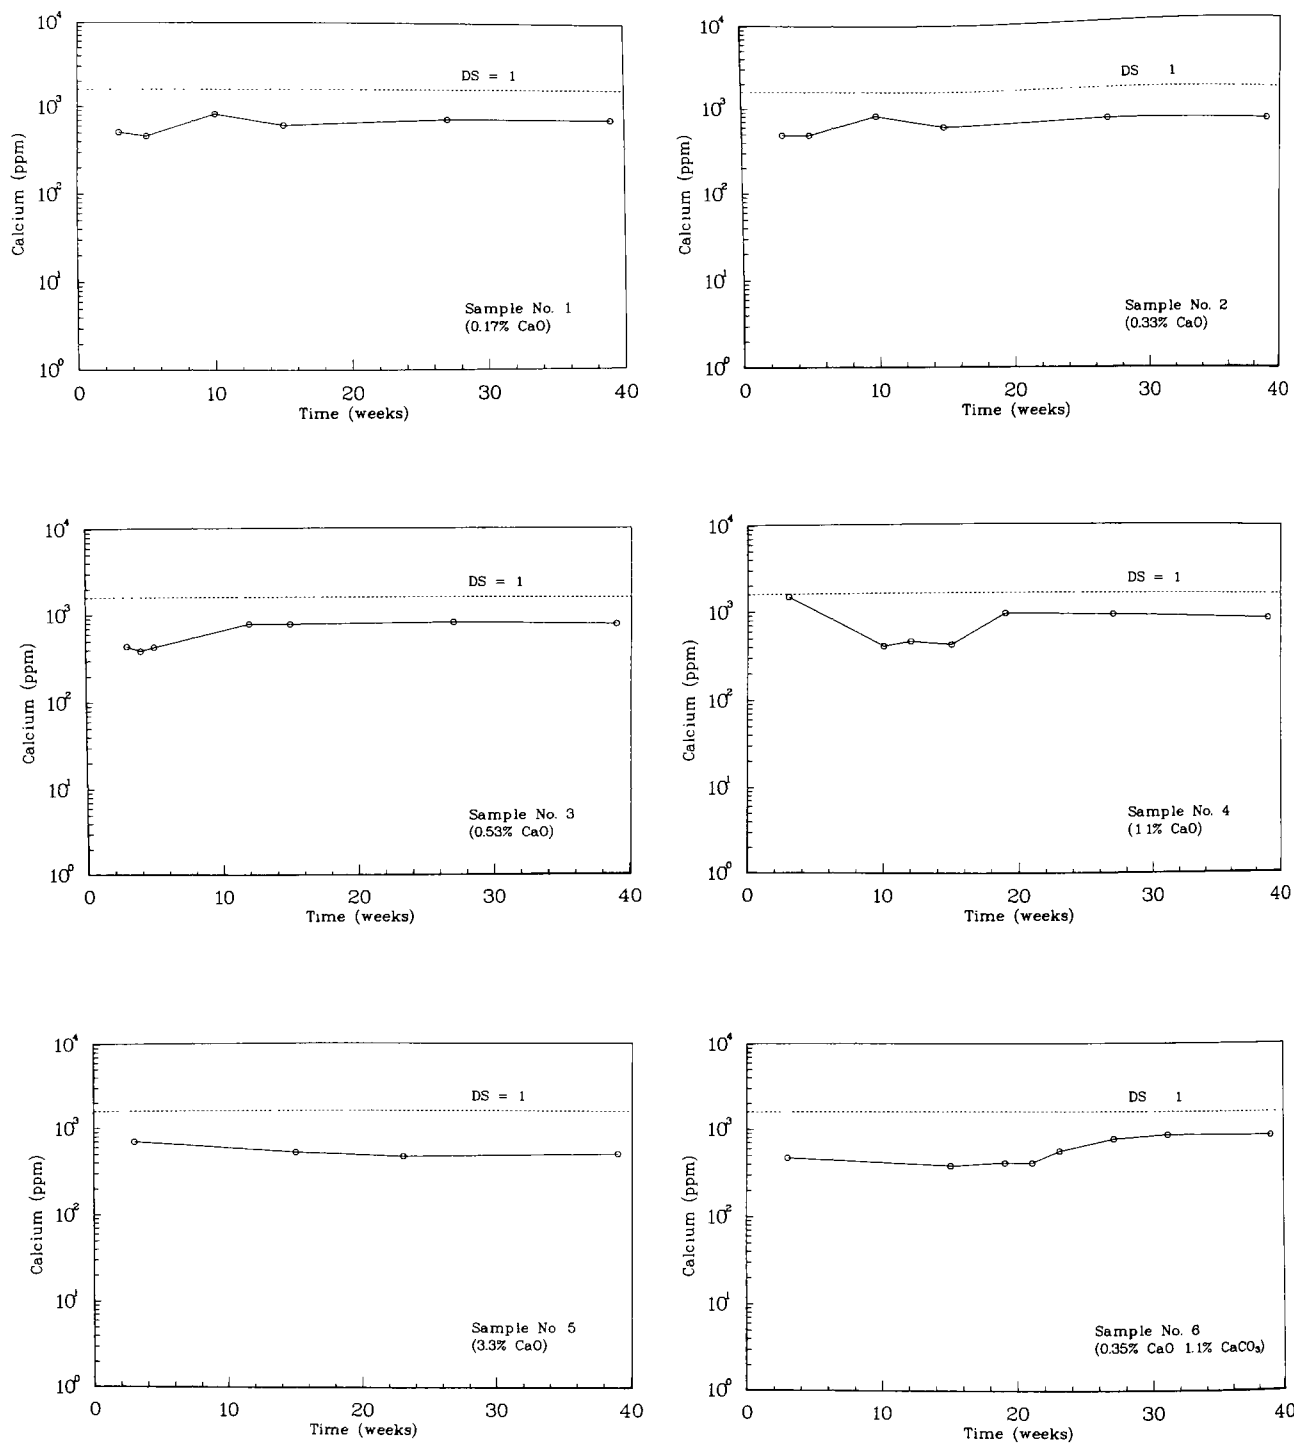 10⁴
DS = 1
10³
Calcium (ppm)
10²
10¹
Sample No. 1
(0.17% CaO)
10⁰
0 10 20 30 40
Time (weeks)
10⁴
DS 1
10³
Calcium (ppm)
10²
10¹
Sample No. 2
(0.33% CaO)
10⁰
0 10 20 30 40
Time (weeks)
10⁴
DS = 1
10³
Calcium (ppm)
10²
10¹
Sample No. 3
(0.53% CaO)
10⁰
0 10 20 30 40
Time (weeks)
10⁴
DS = 1
10³
Calcium (ppm)
10²
10¹
Sample No. 4
(1 1% CaO)
10⁰
0 10 20 30 40
Time (weeks)
10⁴
DS = 1
10³
Calcium (ppm)
10²
10¹
Sample No 5
(3.3% CaO)
10⁰
0 10 20 30 40
Time (weeks)
10⁴
DS 1
10³
Calcium (ppm)
10²
10¹
Sample No. 6
(0.35% CaO 1.1% CaCO₃)
10⁰
0 10 20 30 40
Time (weeks)